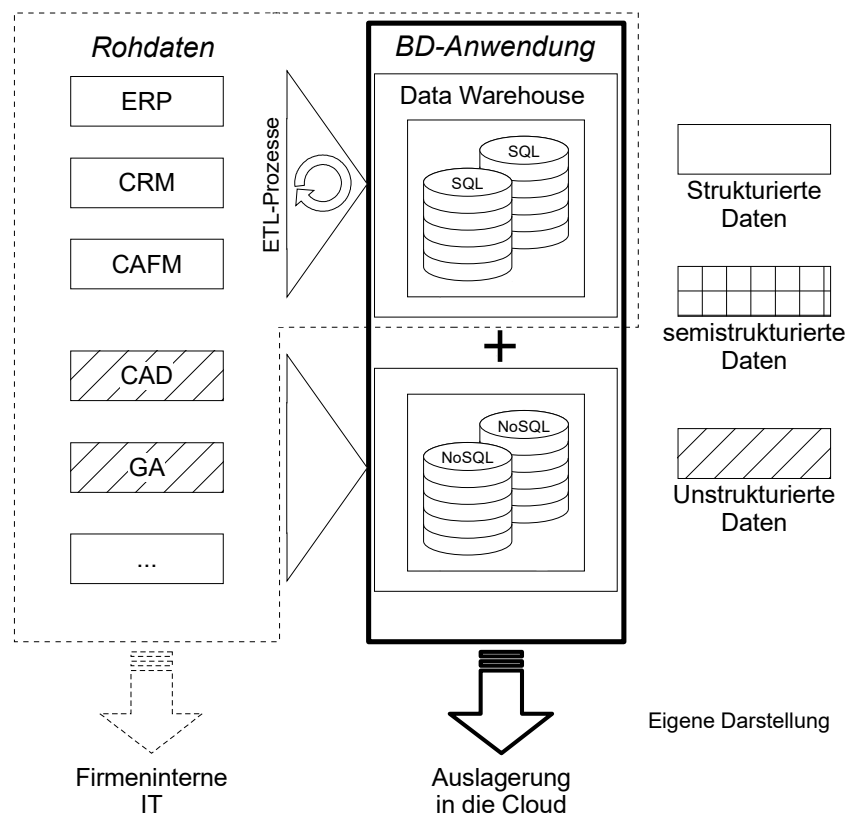 Rohdaten
ERP
CRM
CAFM
CAD
GA
...
ETL-Prozesse
BD-Anwendung
Data Warehouse
SQL
SQL
+
NoSQL
NoSQL
Strukturierte
Daten
semistrukturierte
Daten
Unstrukturierte
Daten
Firmeninterne
IT
Auslagerung
in die Cloud
Eigene Darstellung